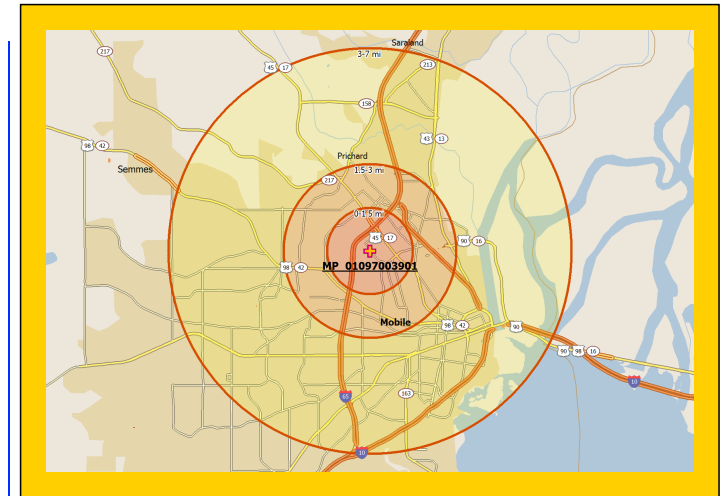 Saraland
217
3-7 mi
45 17
213
158
43 13
98 42
Prichard
Semmes
1.5-3 mi
217
0-1.5 mi
45 17
90 16
98 42
MP_01097003901
Mobile
98 42
90
90 98 16
10
163
65
10